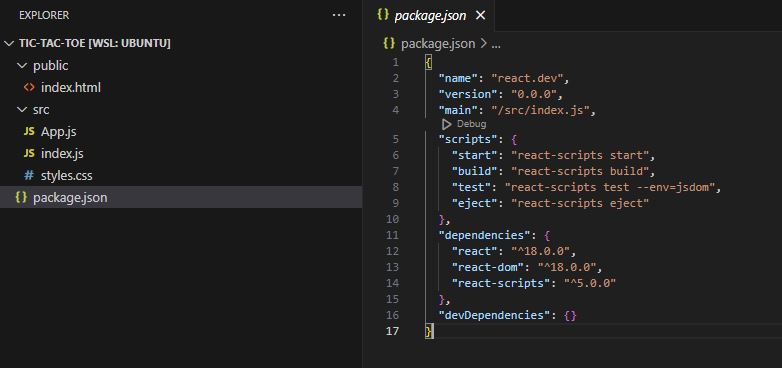 EXPLORER
...
TIC-TAC-TOE [WSL: UBUNTU]
public
<> index.html
src
JS App.js
JS index.js
# styles.css
{} package.json
{} package.json ×
{} package.json > ...
1 {
2 "name": "react.dev",
3 "version": "0.0.0",
4 "main": "/src/index.js",
Debug
5 "scripts": {
6 "start": "react-scripts start",
7 "build": "react-scripts build",
8 "test": "react-scripts test --env=jsdom",
9 "eject": "react-scripts eject"
10 },
11 "dependencies": {
12 "react": "^18.0.0",
13 "react-dom": "^18.0.0",
14 "react-scripts": "^5.0.0"
15 },
16 "devDependencies": {}
17 }